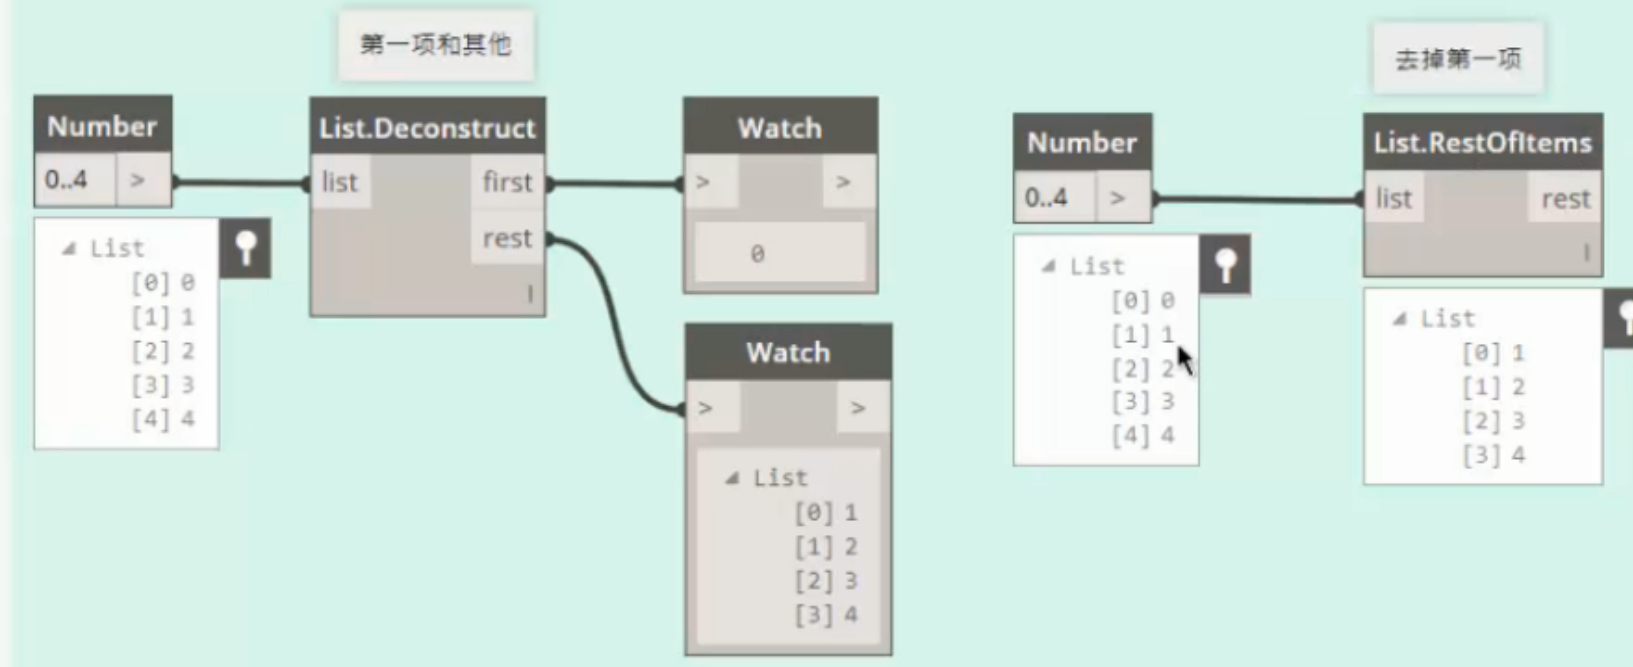 第一项和其他
Number
0..4 >
List
[0] 0
[1] 1
[2] 2
[3] 3
[4] 4
List.Deconstruct
list first
rest
l
Watch
> >
0
Watch
> >
List
[0] 1
[1] 2
[2] 3
[3] 4
去掉第一项
Number
0..4 >
List
[0] 0
[1] 1
[2] 2
[3] 3
[4] 4
List.RestOfItems
list rest
l
List
[0] 1
[1] 2
[2] 3
[3] 4